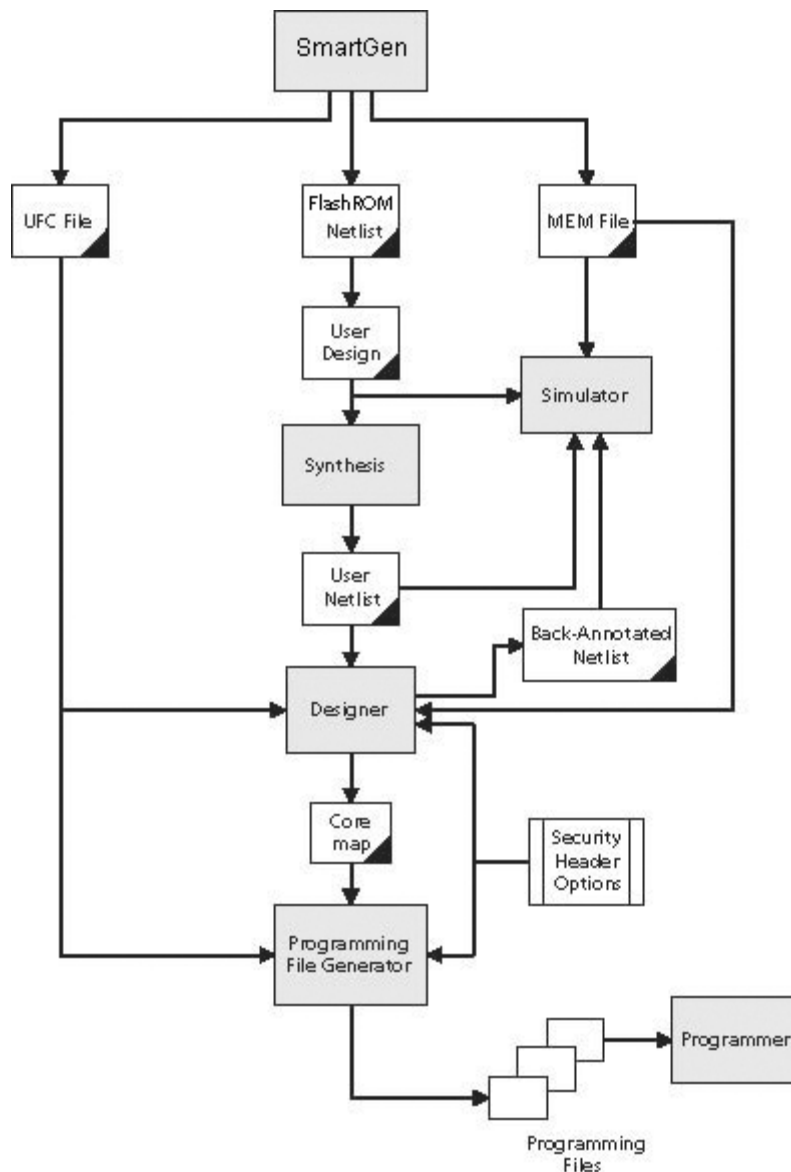 SmartGen
UFC File
FlashROM
Netlist
MEM File
User
Design
Simulator
Synthesis
User
Netlist
Back-Annotated
Netlist
Designer
Core
map
Security
Header
Options
Programming
File Generator
Programmer
Programming
Files